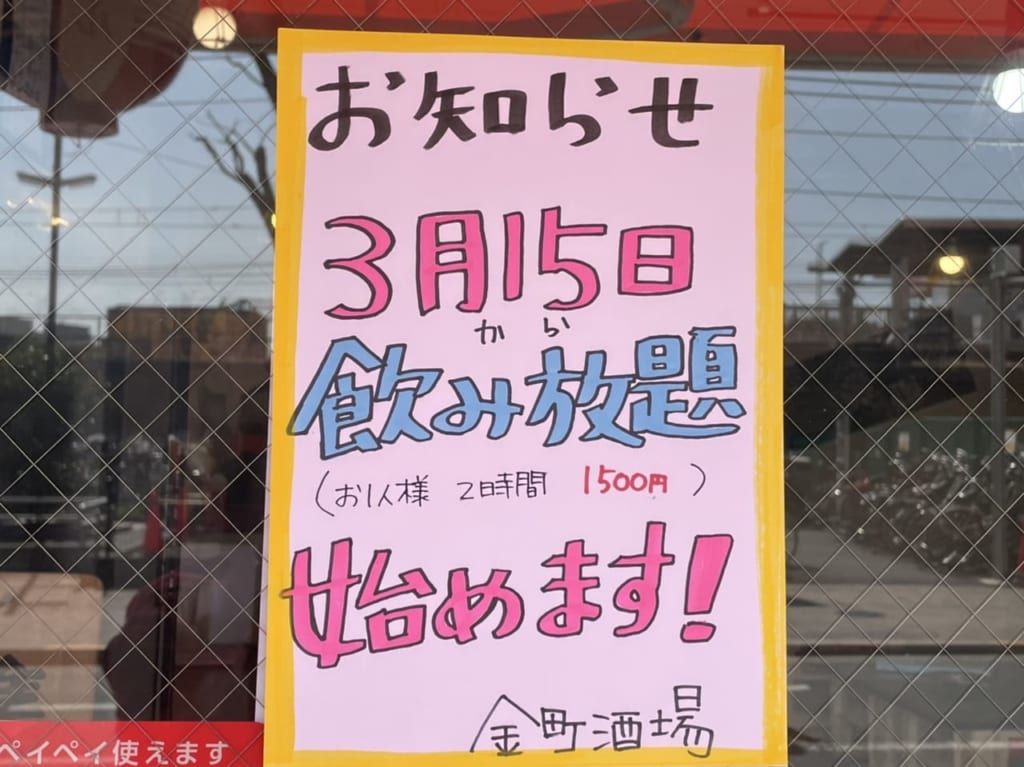 お知らせ
3月15日
から
飲み放題
(お1人様 2時間 1500円)
始めます!
金町酒場
ペイペイ使えます